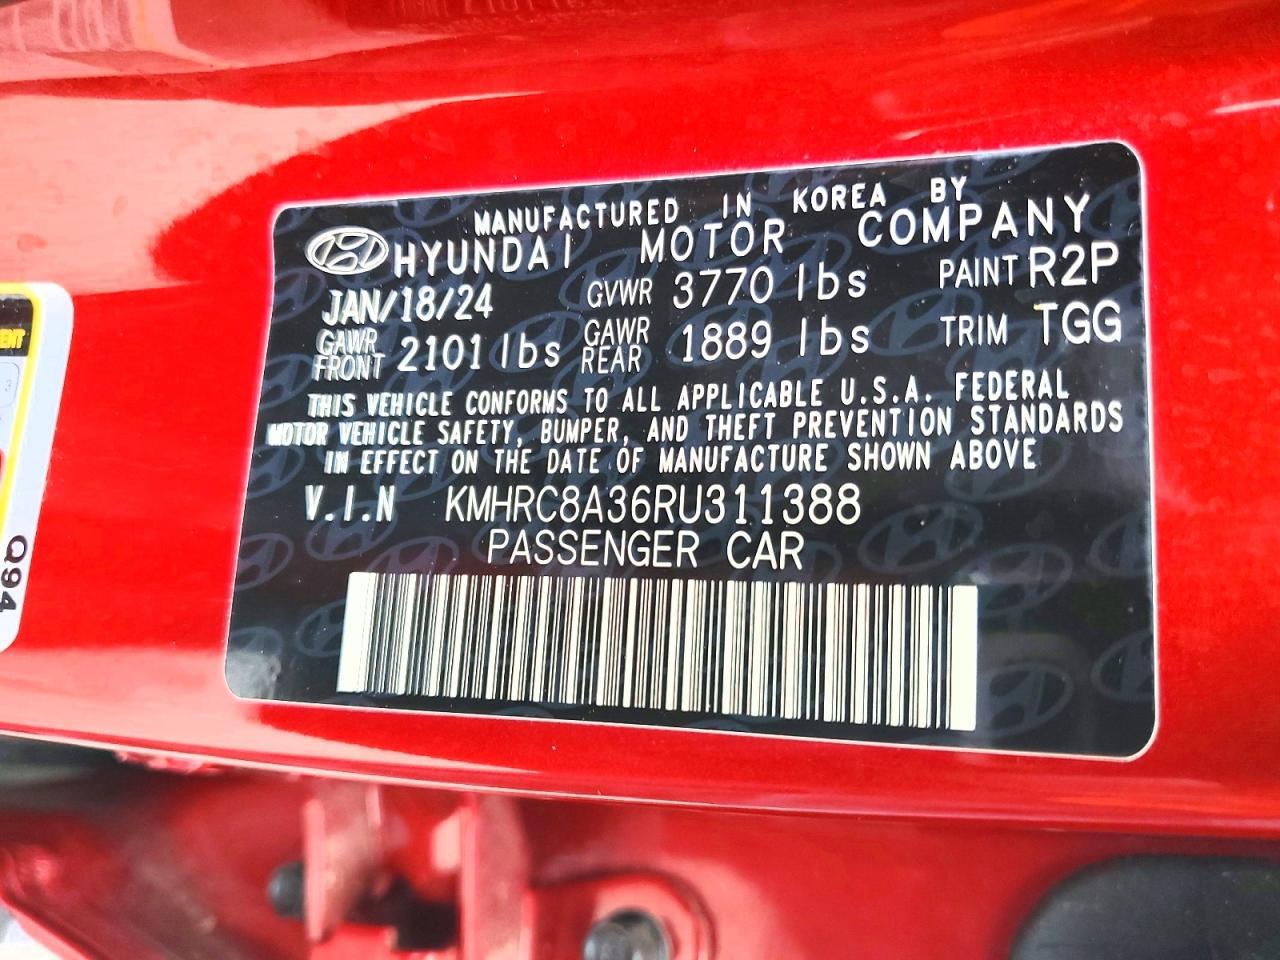 MANUFACTURED IN KOREA BY
HYUNDAI MOTOR COMPANY
JAN/18/24 GVWR 3770 lbs PAINT R2P
GAWR FRONT 2101 lbs GAWR REAR 1889 lbs TRIM TGG
THIS VEHICLE CONFORMS TO ALL APPLICABLE U.S.A. FEDERAL
MOTOR VEHICLE SAFETY, BUMPER, AND THEFT PREVENTION STANDARDS
IN EFFECT ON THE DATE OF MANUFACTURE SHOWN ABOVE
V.I.N KMHRC8A36RU311388
PASSENGER CAR
Q94